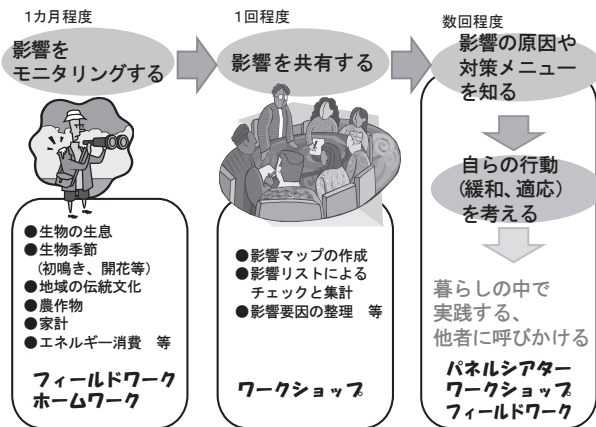 1カ月程度
影響を
モニタリングする
●生物の生息
●生物季節
(初鳴き、開花等)
●地域の伝統文化
●農作物
●家計
●エネルギー消費 等
フィールドワーク
ホームワーク
1回程度
影響を共有する
●影響マップの作成
●影響リストによる
チェックと集計
●影響要因の整理 等
ワークショップ
数回程度
影響の原因や
対策メニュー
を知る
自らの行動
(緩和、適応)
を考える
暮らしの中で
実践する、
他者に呼びかける
パネルシアター
ワークショップ
フィールドワーク